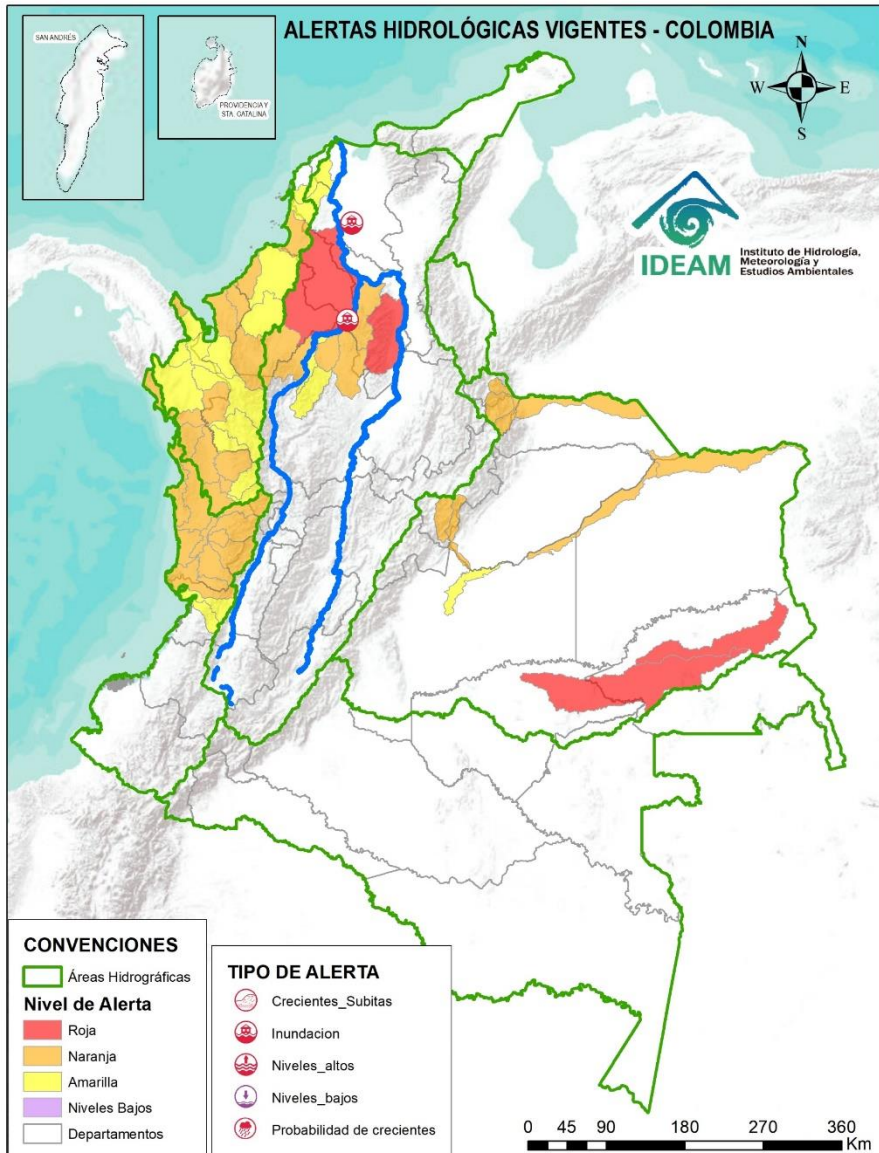 ALERTAS HIDROLÓGICAS VIGENTES - COLOMBIA
SAN ANDRÉS
PROVIDENCIA Y
STA. CATALINA
N
W
E
S
IDEAM
Instituto de Hidrología,
Meteorología y
Estudios Ambientales
CONVENCIONES
Áreas Hidrográficas
Nivel de Alerta
Roja
Naranja
Amarilla
Niveles Bajos
Departamentos
TIPO DE ALERTA
Crecientes_Subitas
Inundacion
Niveles_altos
Niveles_bajos
Probabilidad de crecientes
0 45 90 180 270 360
Km